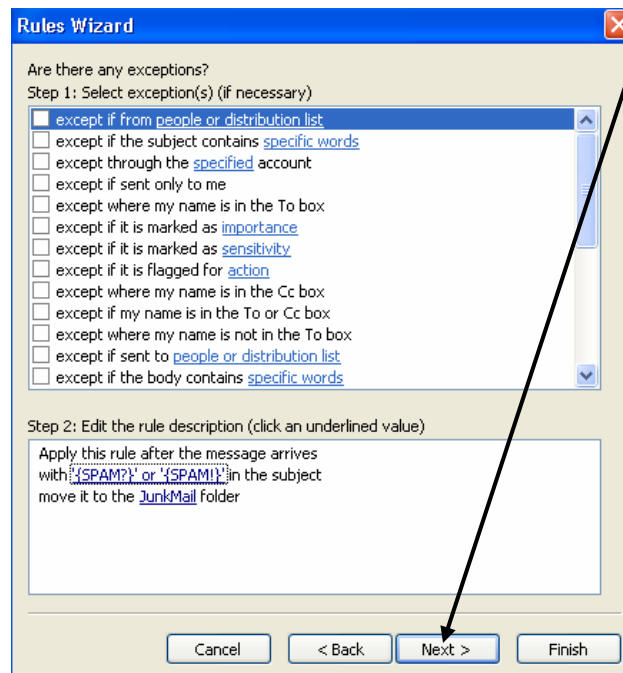 Rules Wizard
Are there any exceptions?
Step 1: Select exception(s) (if necessary)
except if from people or distribution list
except if the subject contains specific words
except through the specified account
except if sent only to me
except where my name is in the To box
except if it is marked as importance
except if it is marked as sensitivity
except if it is flagged for action
except where my name is in the Cc box
except if my name is in the To or Cc box
except where my name is not in the To box
except if sent to people or distribution list
except if the body contains specific words
Step 2: Edit the rule description (click an underlined value)
Apply this rule after the message arrives
with '{SPAM?}' or '{SPAM!}' in the subject
move it to the JunkMail folder
Cancel < Back Next > Finish